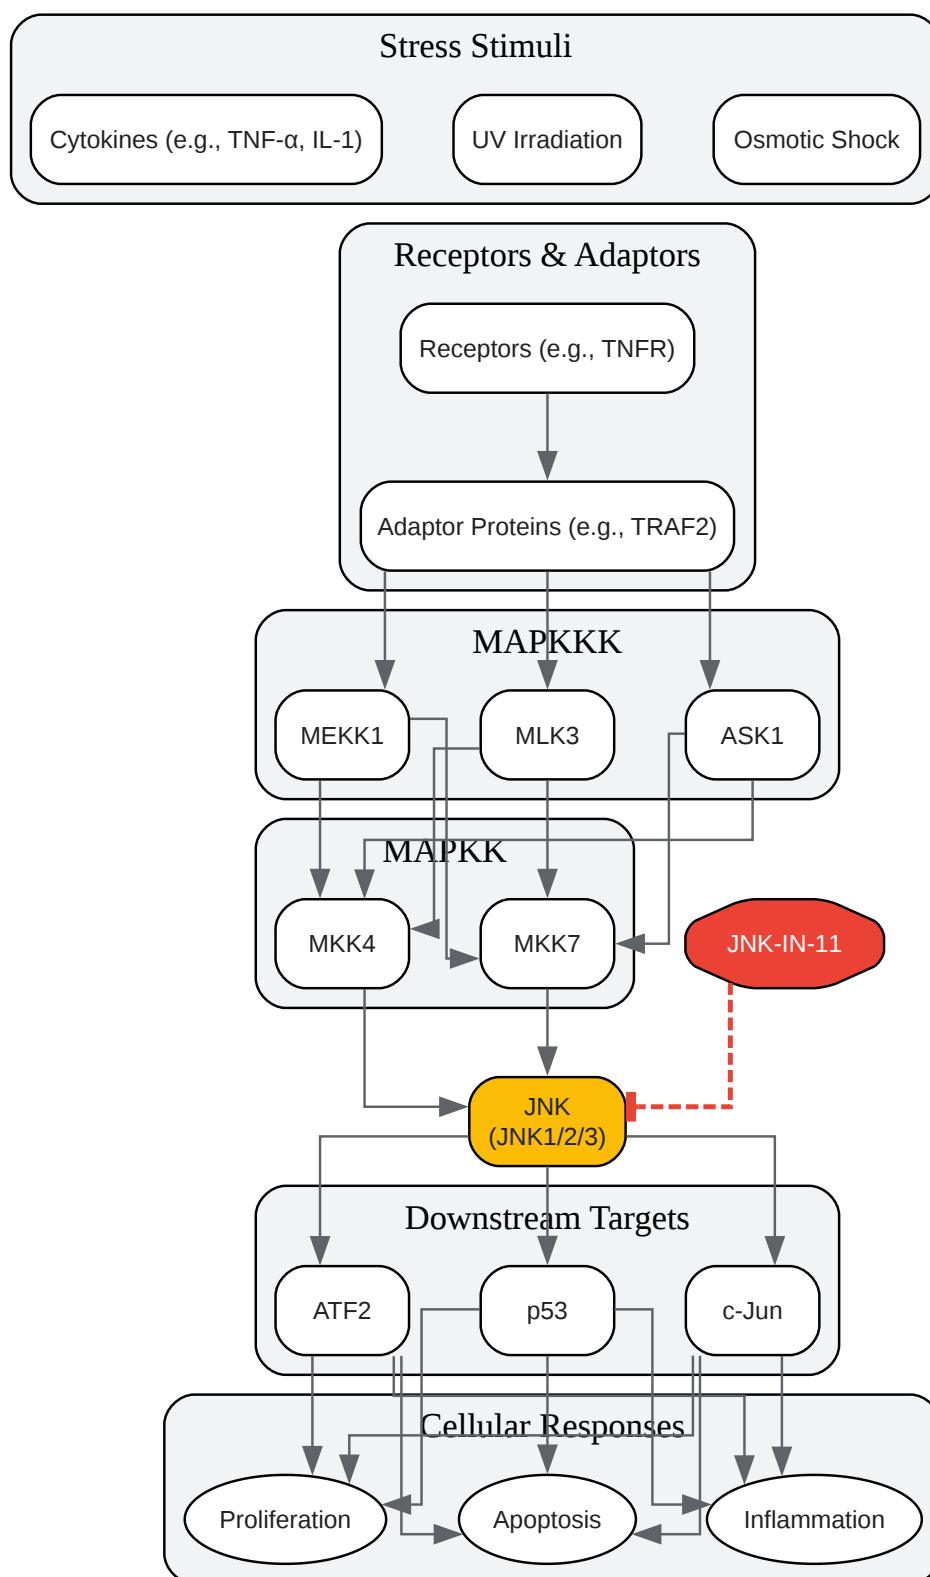 Stress Stimuli
Cytokines (e.g., TNF-α, IL-1)
UV Irradiation
Osmotic Shock
Receptors & Adaptors
Receptors (e.g., TNFR)
Adaptor Proteins (e.g., TRAF2)
MAPKKK
MEKK1
MLK3
ASK1
MAPKK
MKK4
MKK7
JNK-IN-11
JNK
(JNK1/2/3)
Downstream Targets
ATF2
p53
c-Jun
Cellular Responses
Proliferation
Apoptosis
Inflammation